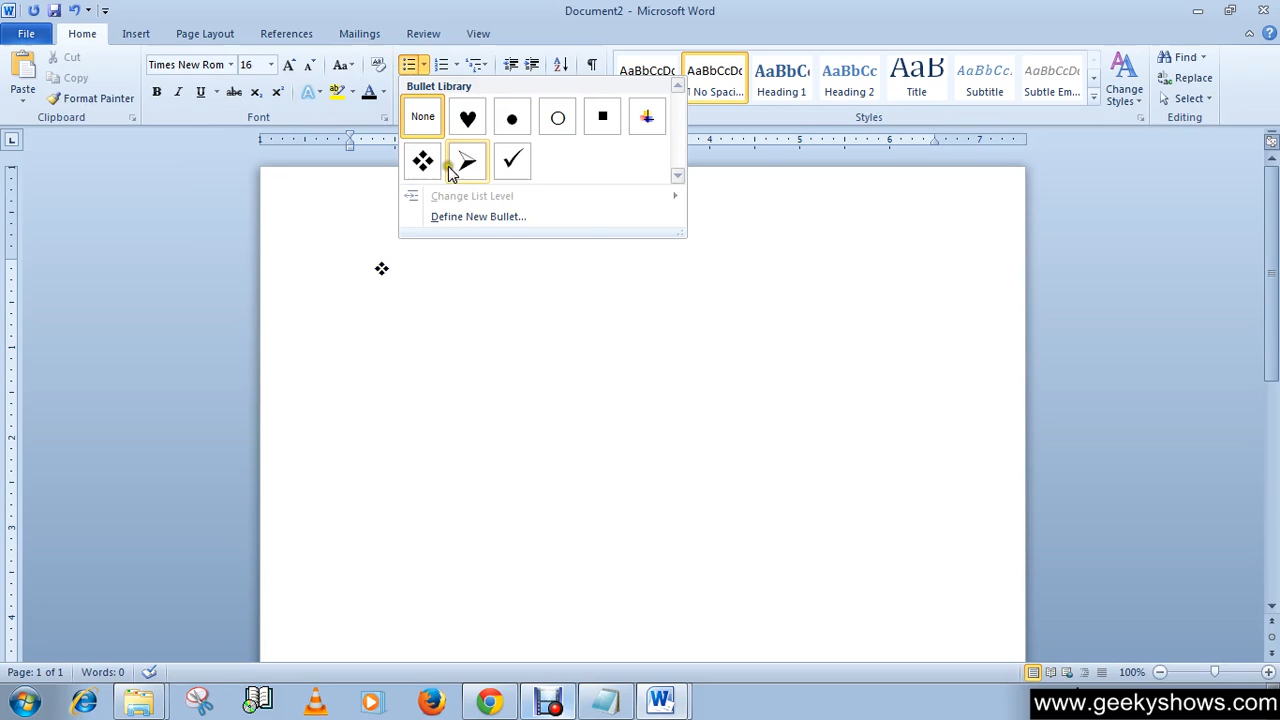 Document2 - Microsoft Word
File Home Insert Page Layout References Mailings Review View
Paste
Cut
Copy
Format Painter
Clipboard
Times New Rom 16
Font
AaBbCcDc AaBbCcDc AaBbC( AaBbCc AaB AaBbCcl AaBbCcDc
¶ No Spaci... Heading 1 Heading 2 Title Subtitle Subtle Em...
Change Styles
Styles
Find
Replace
Select
Editing
Bullet Library
None
Change List Level
Define New Bullet...
Page: 1 of 1 Words: 0 100%
www.geekyshows.com